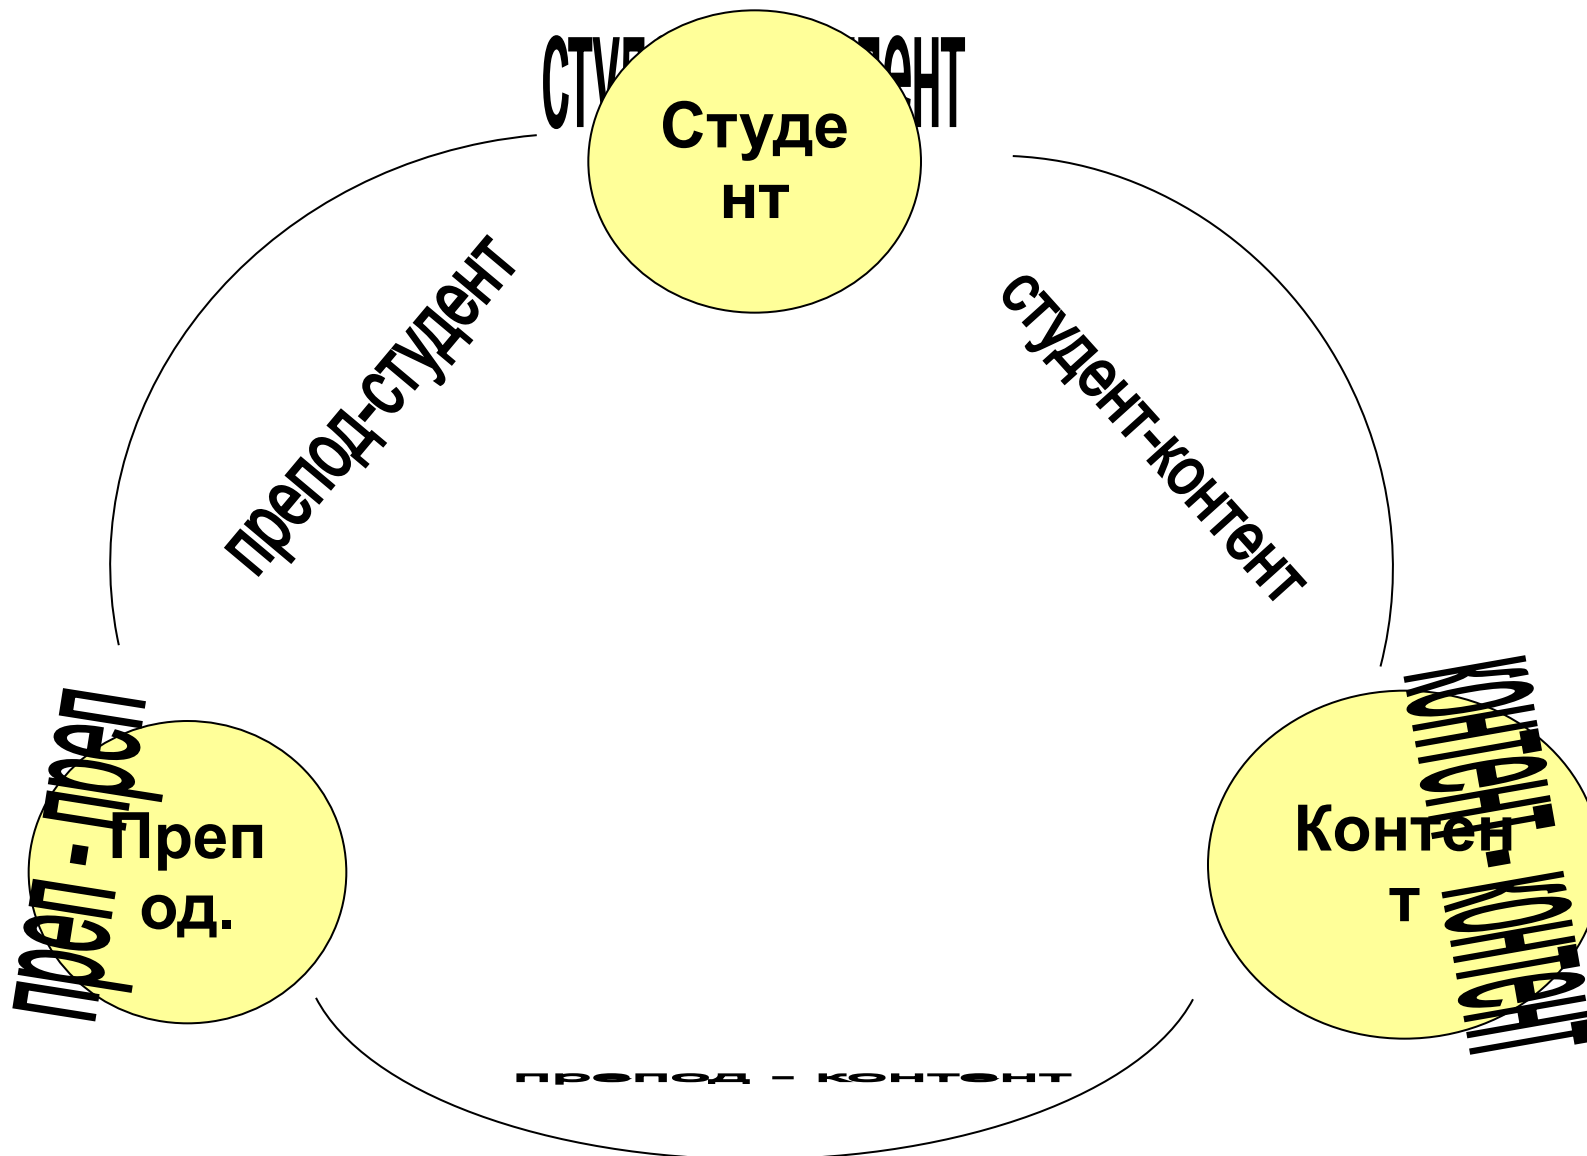 Студе
нт
препод-студент
студент-контент
преп - преп
Преп
од.
Контен
т
контент - контент
препод - контент